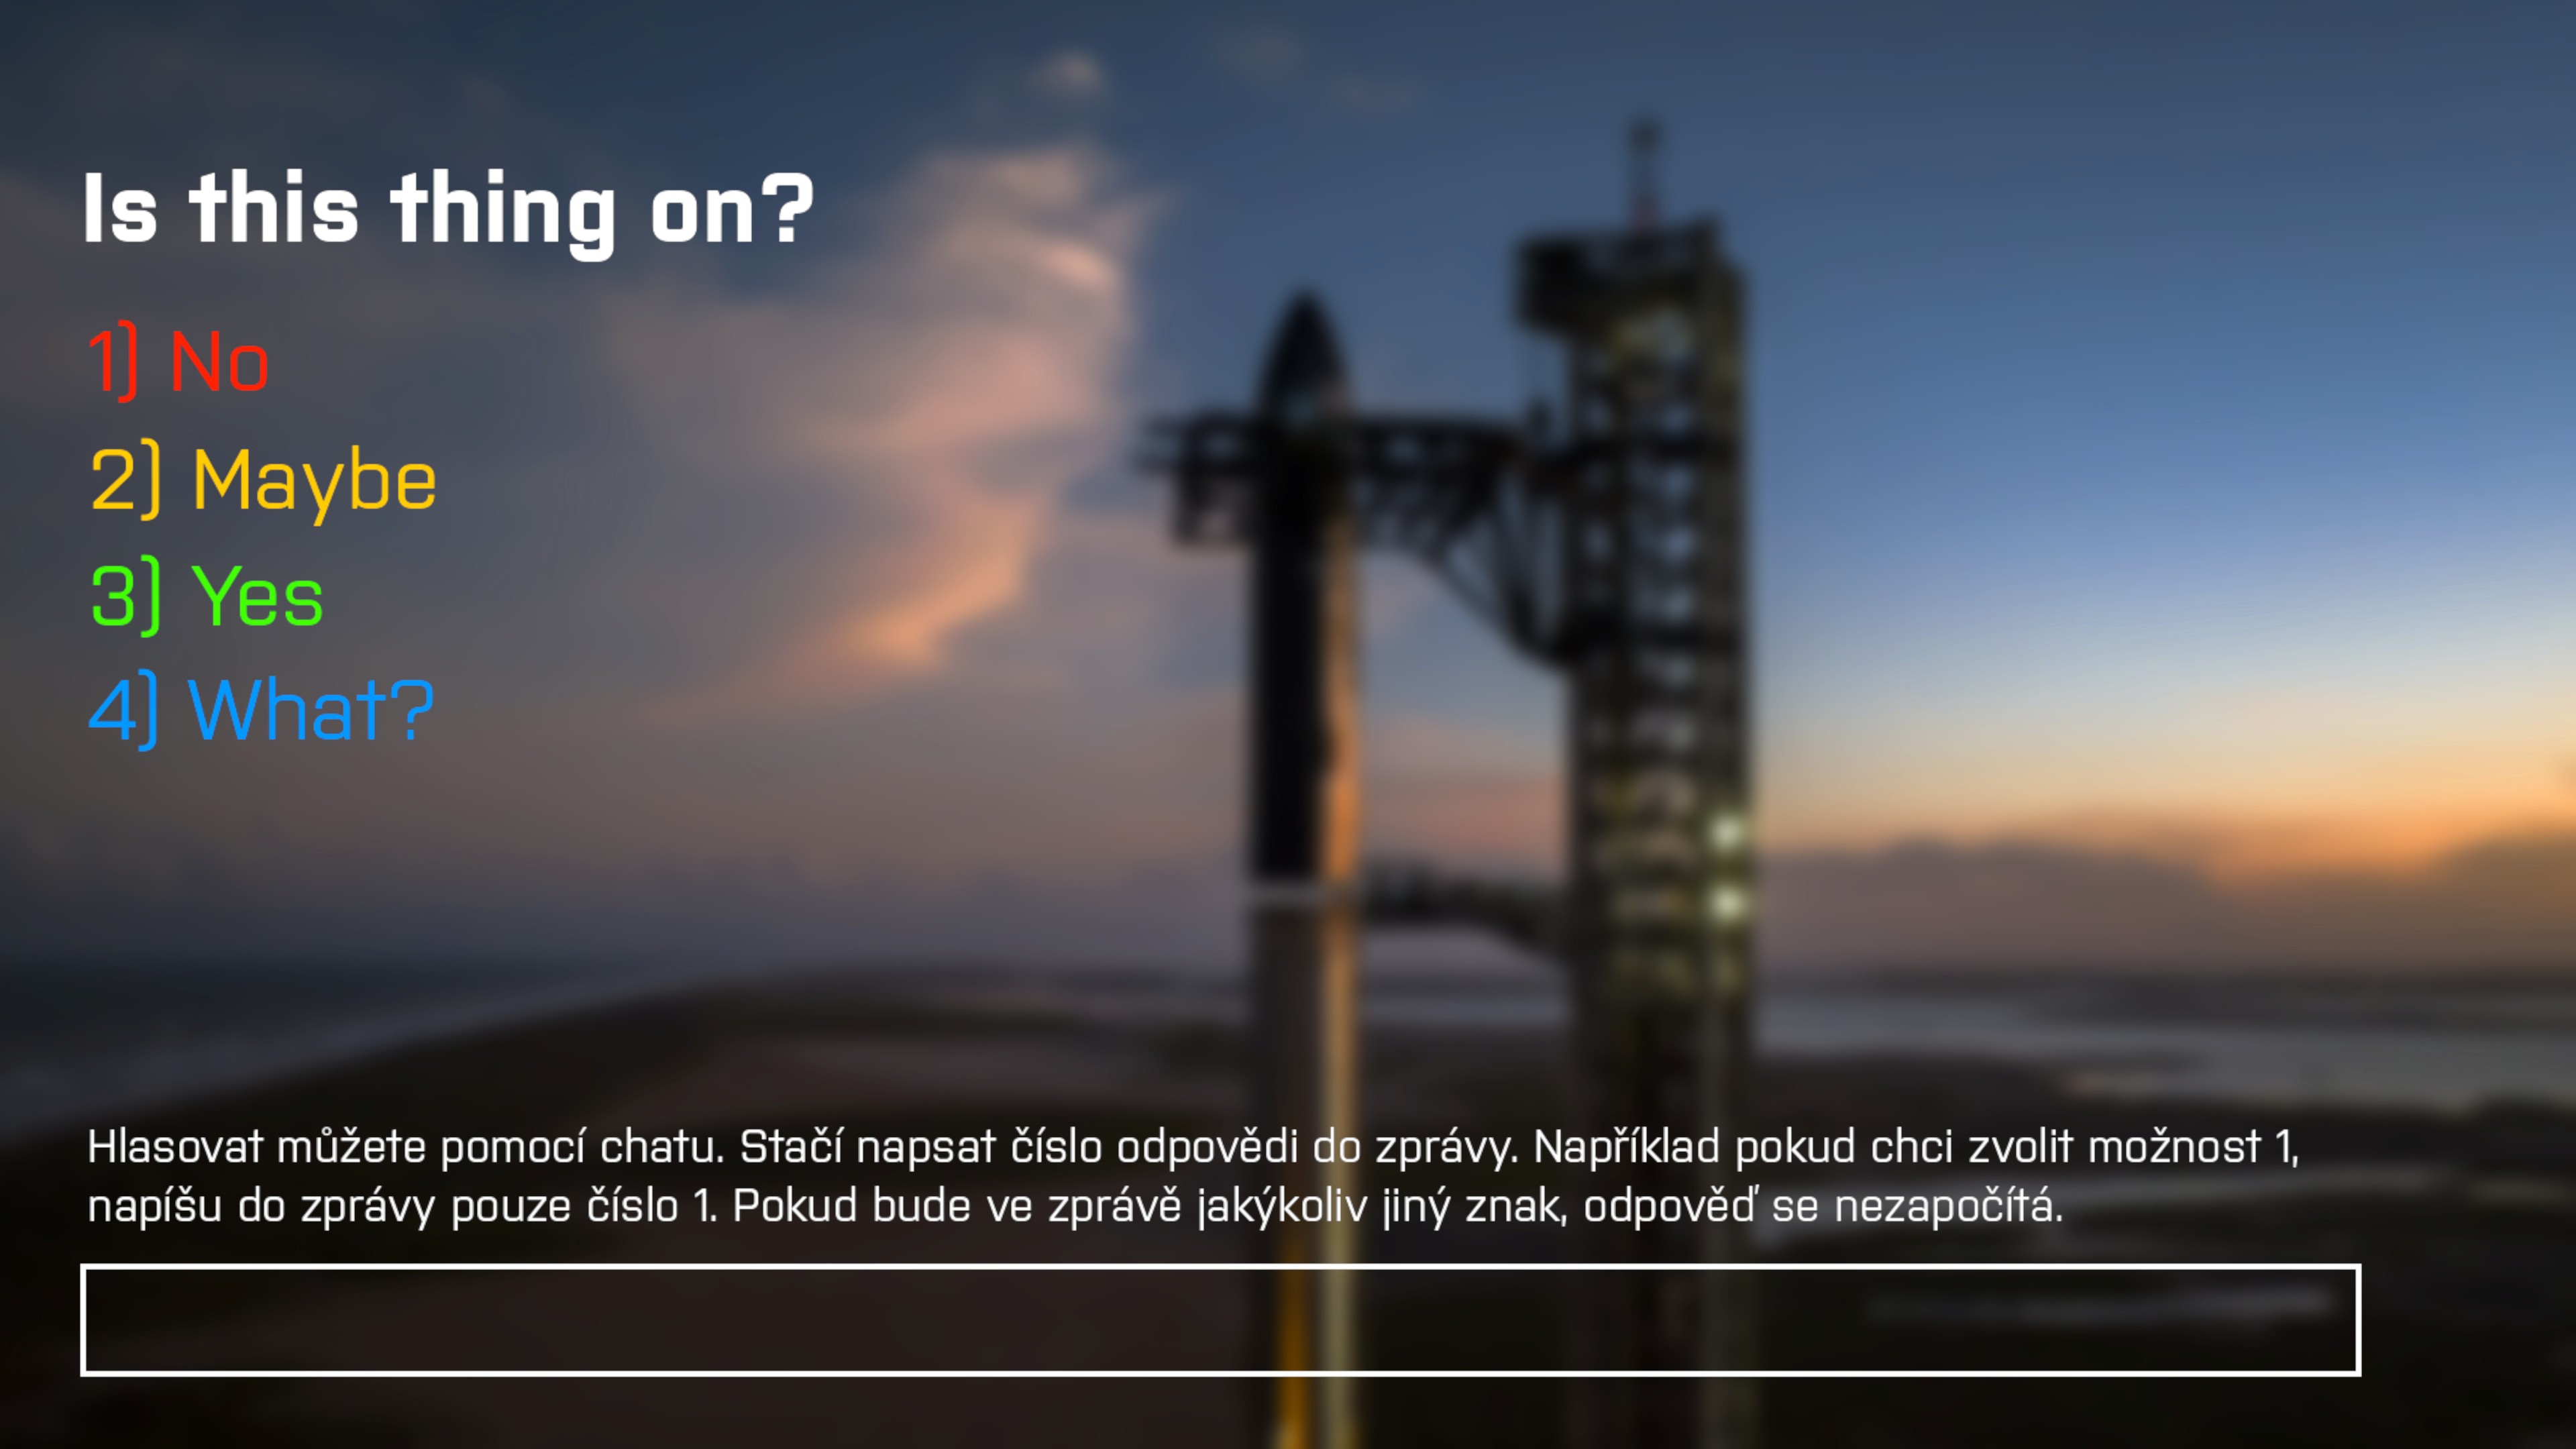 Is this thing on?
1) No
2) Maybe
3) Yes
4) What?
Hlasovat můžete pomocí chatu. Stačí napsat číslo odpovědi do zprávy. Například pokud chci zvolit možnost 1,
napíšu do zprávy pouze číslo 1. Pokud bude ve zprávě jakýkoliv jiný znak, odpověď se nezapočítá.